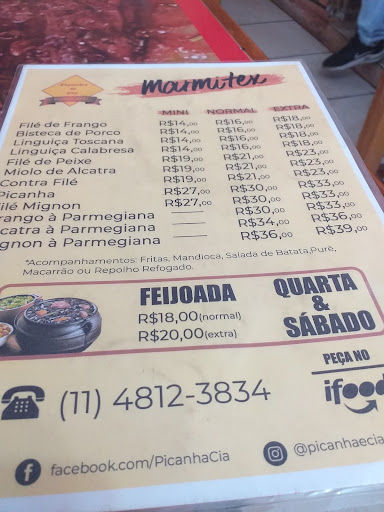 Picanha & Cia
Marmitex
MINI NORMAL EXTRA
Filé de Frango R$14,00 R$16,00 R$18,00
Bisteca de Porco R$14,00 R$16,00 R$18,00
Linguiça Toscana R$14,00 R$16,00 R$18,00
Linguiça Calabresa R$14,00 R$16,00 R$18,00
Filé de Peixe R$19,00 R$21,00 R$23,00
Miolo de Alcatra R$19,00 R$21,00 R$23,00
Contra Filé R$19,00 R$21,00 R$23,00
Picanha R$27,00 R$30,00 R$33,00
ilé Mignon R$27,00 R$30,00 R$33,00
rango à Parmegiana R$30,00 R$33,00
catra à Parmegiana R$34,00 R$36,00
gnon à Parmegiana R$36,00 R$39,00
*Acompanhamentos: Fritas, Mandioca, Salada de Batata,Purê,
Macarrão ou Repolho Refogado.
FEIJOADA
R$18,00(normal)
R$20,00(extra)
QUARTA
&
SÁBADO
PEÇA NO
ifood
(11) 4812-3834
facebook.com/PicanhaCia
@picanhaecia